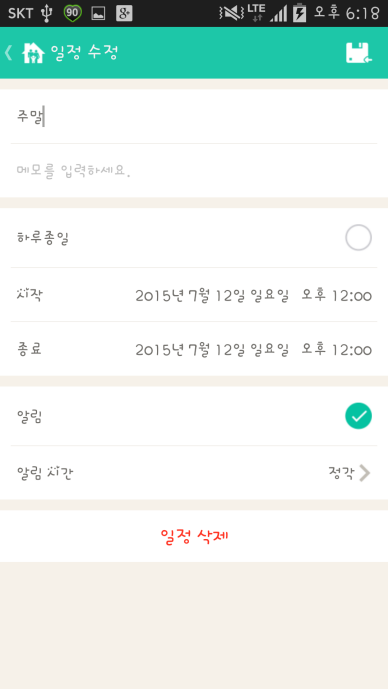 SKT 90 LTE 오후 6:18
일정 수정
주말
메모를 입력하세요.
하루종일
시작 2015년 7월 12일 일요일 오후 12:00
종료 2015년 7월 12일 일요일 오후 12:00
알림
알림 시간 정각
일정 삭제